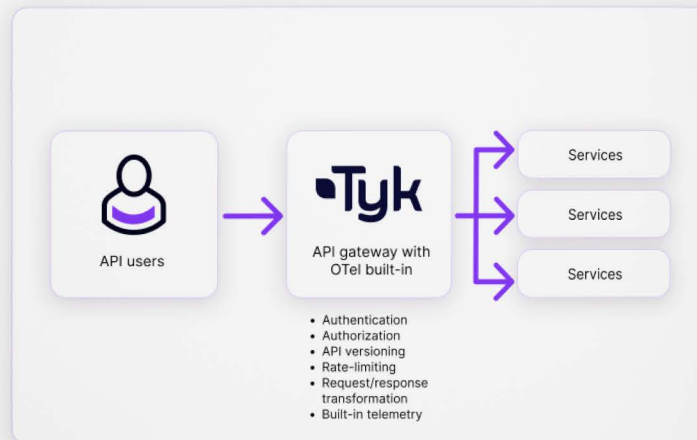 API users
Tyk
API gateway with
OTel built-in
• Authentication
• Authorization
• API versioning
• Rate-limiting
• Request/response
transformation
• Built-in telemetry
Services
Services
Services